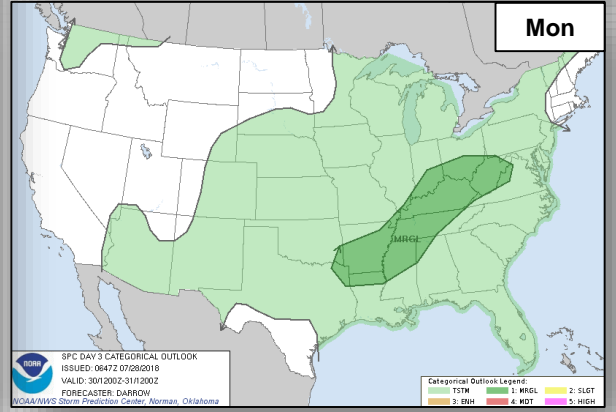 Mon
MRGL
NOAA
SPC DAY 3 CATEGORICAL OUTLOOK
ISSUED: 0647Z 07/28/2018
VALID: 30/1200Z-31/1200Z
FORECASTER: DARROW
NOAA/NWS Storm Prediction Center, Norman, Oklahoma
Categorical Outlook Legend:
TSTM 1: MRGL 2: SLGT
3: ENH 4: MDT 5: HIGH